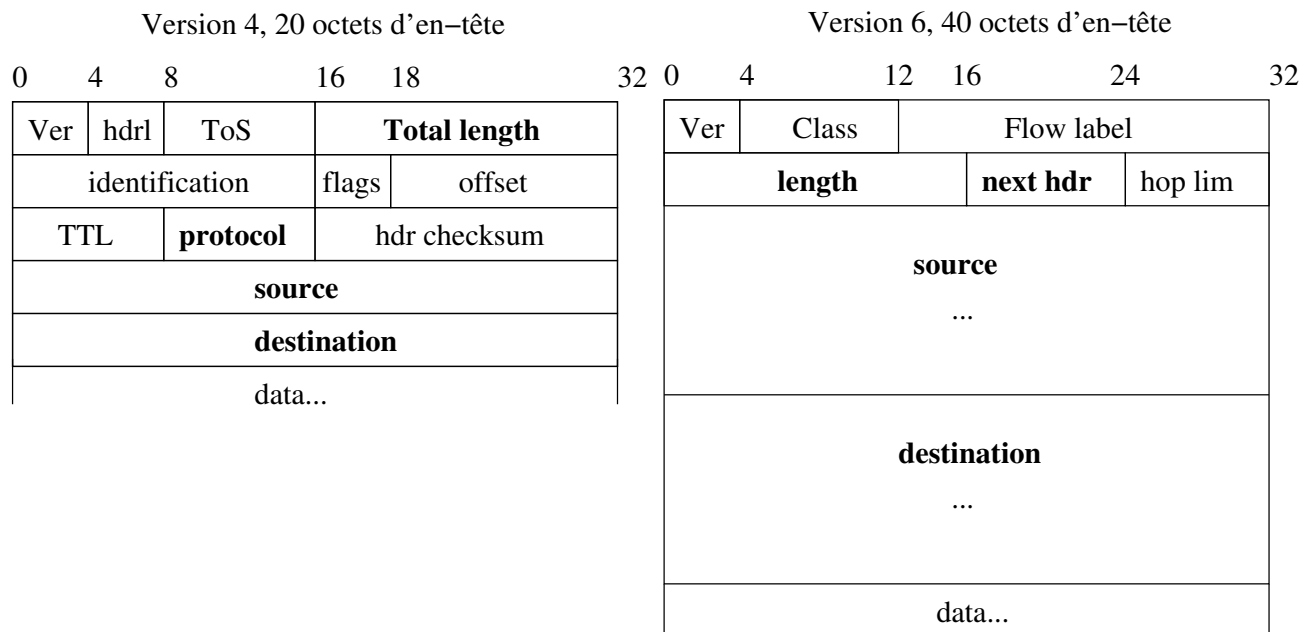 Version 4, 20 octets d'en−tête
0 4 8 16 18 32
Ver hdrl ToS Total length
identification flags offset
TTL protocol hdr checksum
source
destination
data...
Version 6, 40 octets d'en−tête
0 4 12 16 24 32
Ver Class Flow label
length next hdr hop lim
source
...
destination
...
data...